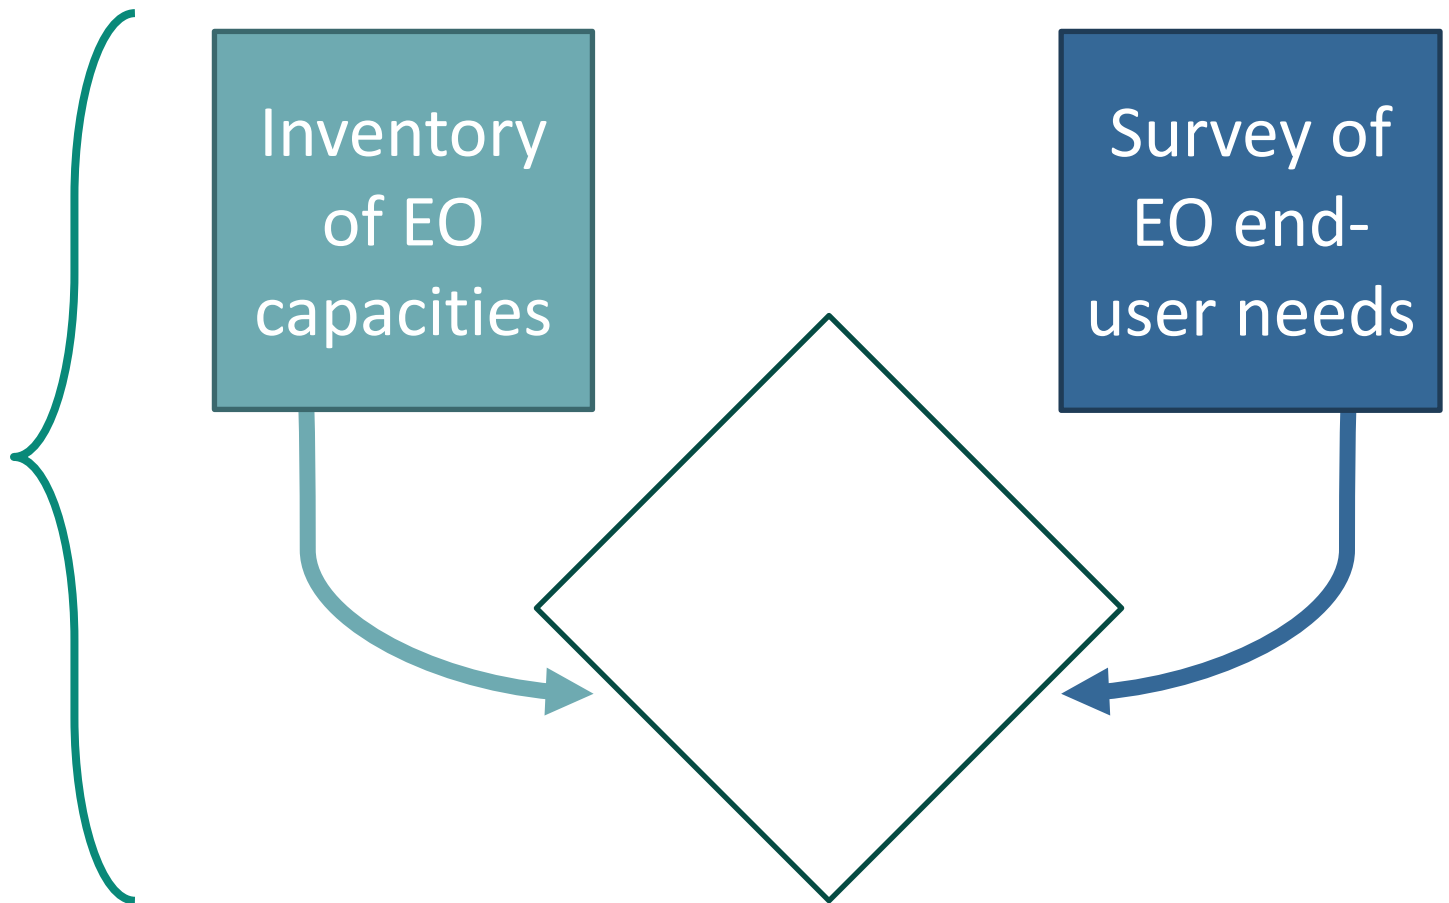 Inventory
of EO
capacities
Survey of
EO end-
user needs